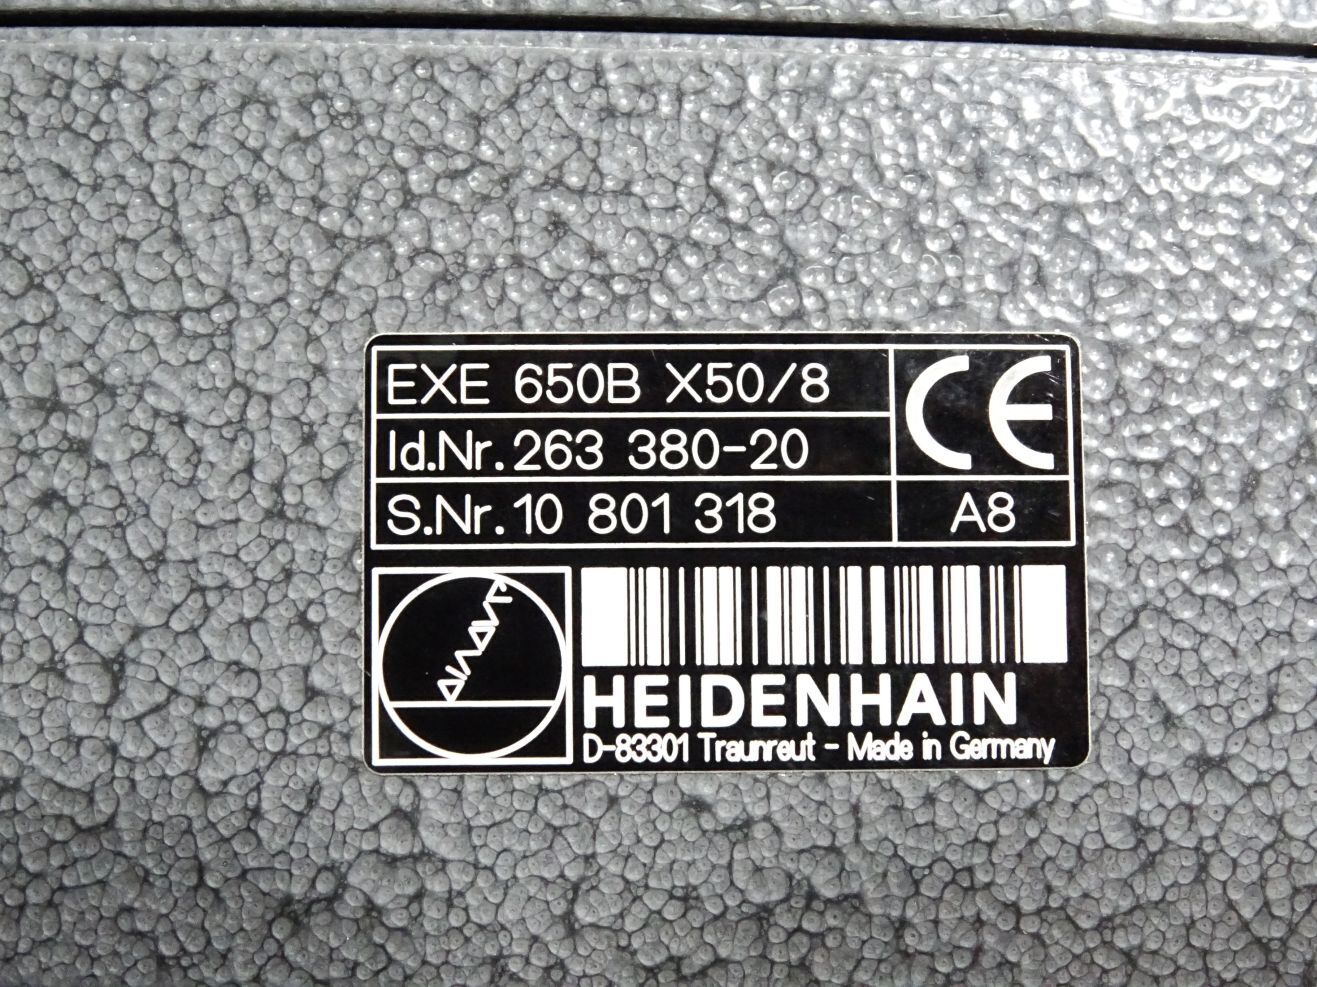 EXE 650B X50/8
Id.Nr. 263 380-20
S.Nr. 10 801 318
CE
A8
HEIDENHAIN
D-83301 Traunreut - Made in Germany